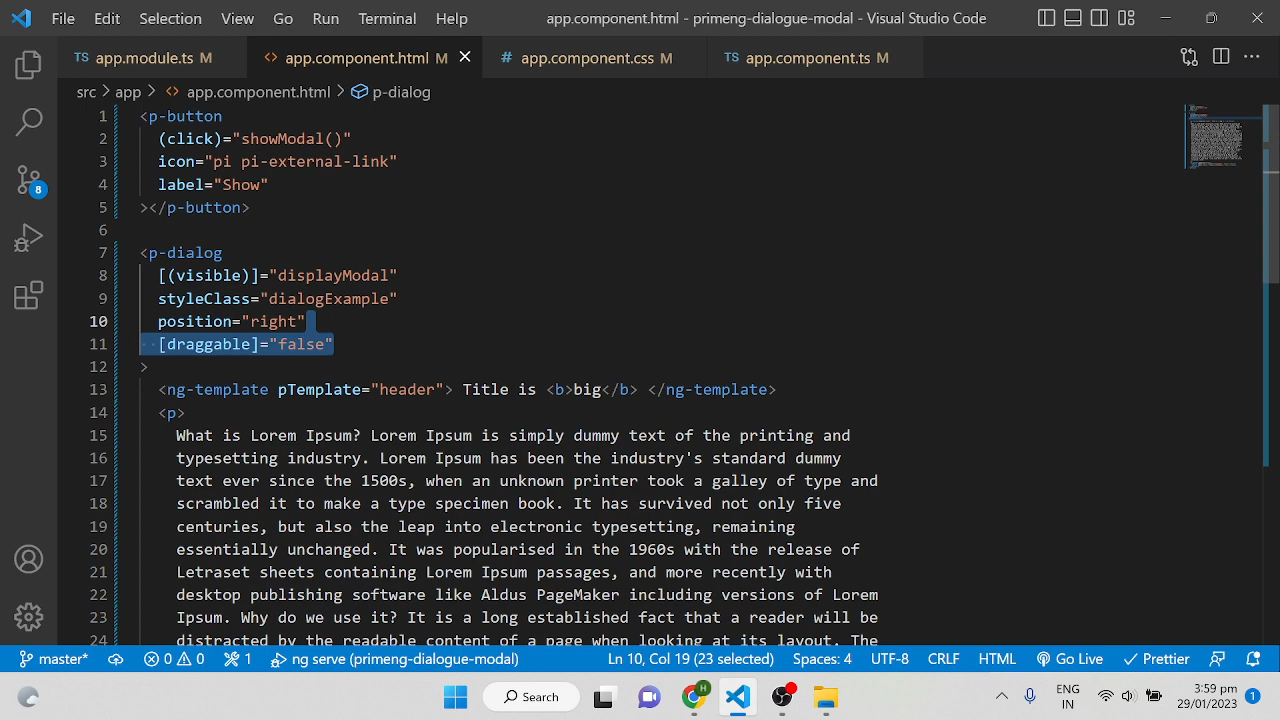 File Edit Selection View Go Run Terminal Help app.component.html - primeng-dialogue-modal - Visual Studio Code
TS app.module.ts M <> app.component.html M # app.component.css M TS app.component.ts M
src > app > <> app.component.html > p-dialog
1 <p-button
2 (click)="showModal()"
3 icon="pi pi-external-link"
4 label="Show"
5 ></p-button>
6
7 <p-dialog
8 [(visible)]="displayModal"
9 styleClass="dialogExample"
10 position="right"
11 [draggable]="false"
12 >
13 <ng-template pTemplate="header"> Title is <b>big</b> </ng-template>
14 <p>
15 What is Lorem Ipsum? Lorem Ipsum is simply dummy text of the printing and
16 typesetting industry. Lorem Ipsum has been the industry's standard dummy
17 text ever since the 1500s, when an unknown printer took a galley of type and
18 scrambled it to make a type specimen book. It has survived not only five
19 centuries, but also the leap into electronic typesetting, remaining
20 essentially unchanged. It was popularised in the 1960s with the release of
21 Letraset sheets containing Lorem Ipsum passages, and more recently with
22 desktop publishing software like Aldus PageMaker including versions of Lorem
23 Ipsum. Why do we use it? It is a long established fact that a reader will be
24 distracted by the readable content of a page when looking at its layout. The
8
master* 0 0 1 ng serve (primeng-dialogue-modal) Ln 10, Col 19 (23 selected) Spaces: 4 UTF-8 CRLF HTML Go Live Prettier
Search H ENG IN 3:59 pm 29/01/2023 1